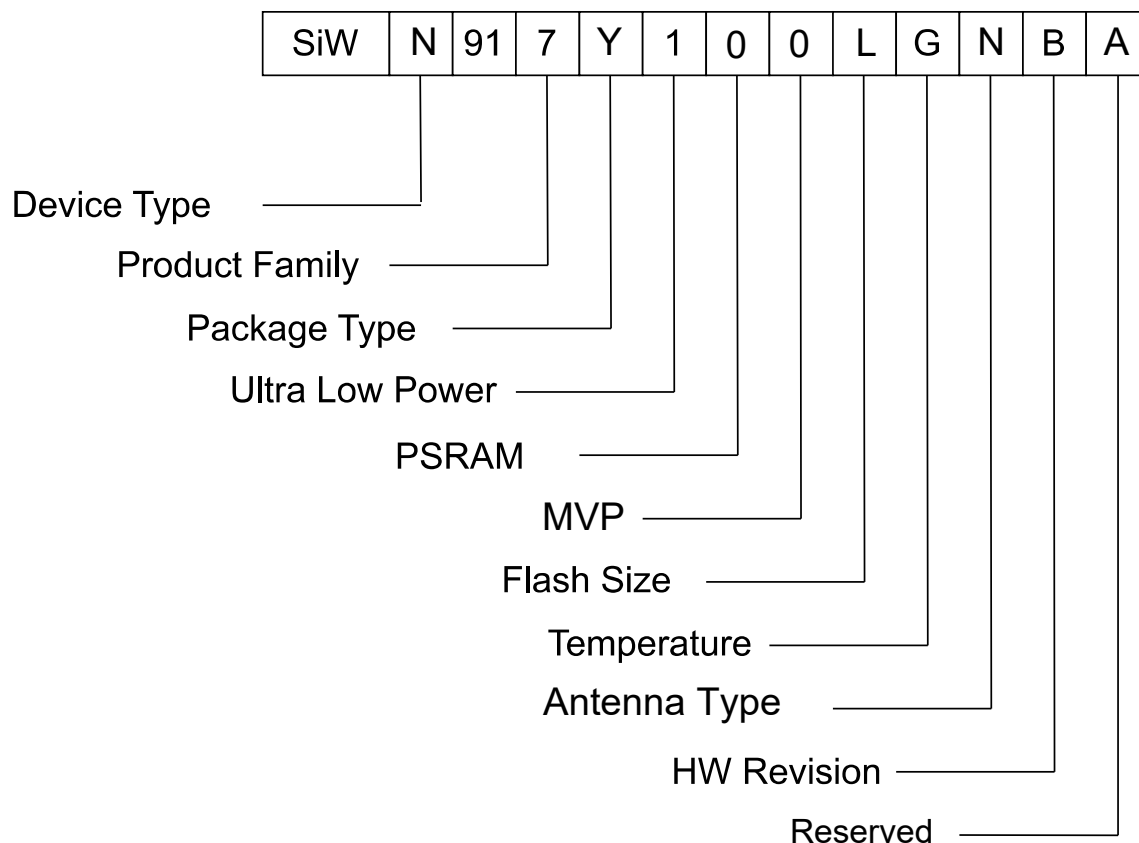 SiW N 91 7 Y 1 0 0 L G N B A
Device Type
Product Family
Package Type
Ultra Low Power
PSRAM
MVP
Flash Size
Temperature
Antenna Type
HW Revision
Reserved